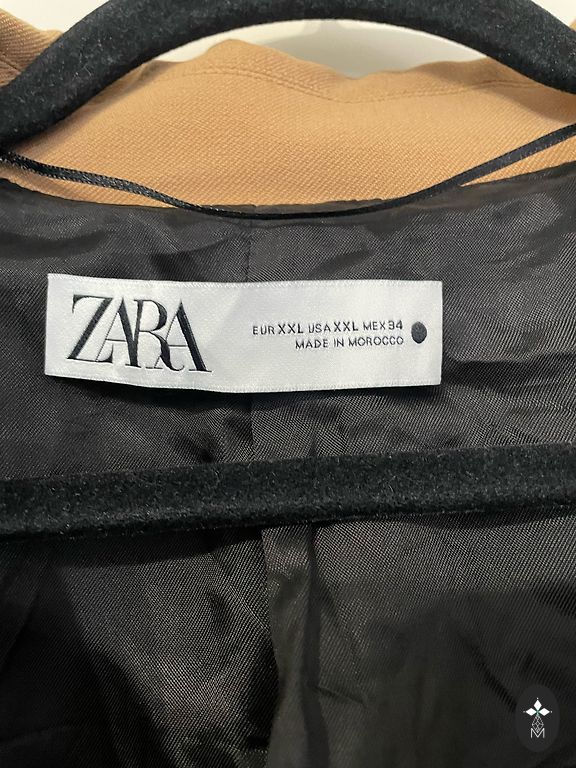 ZARA
EUR XXL USA XXL MEX 34
MADE IN MOROCCO
M